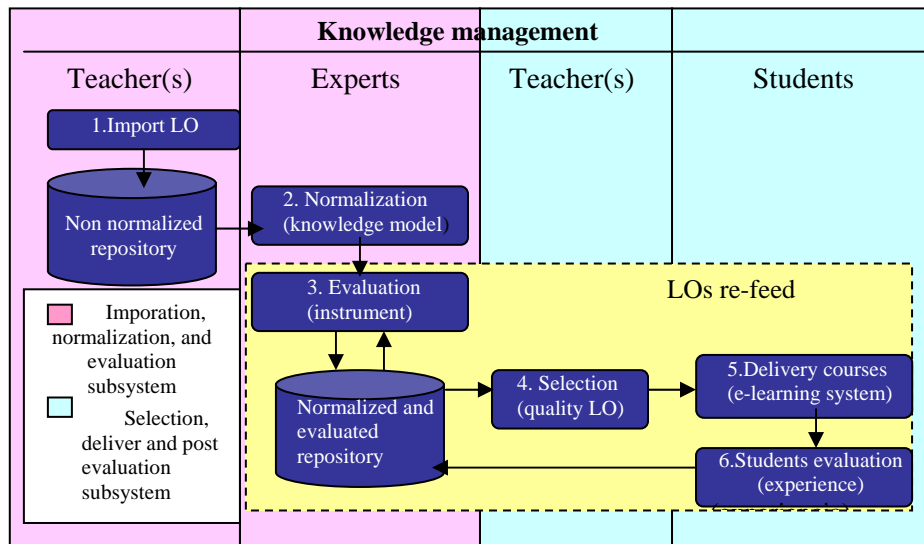 Knowledge management
Teacher(s)
Experts
Teacher(s)
Students
1.Import LO
Non normalized
repository
2. Normalization
(knowledge model)
3. Evaluation
(instrument)
LOs re-feed
Normalized and
evaluated
repository
4. Selection
(quality LO)
5.Delivery courses
(e-learning system)
6.Students evaluation
(experience)
Imporation,
normalization, and
evaluation
subsystem
Selection,
deliver and post
evaluation
subsystem